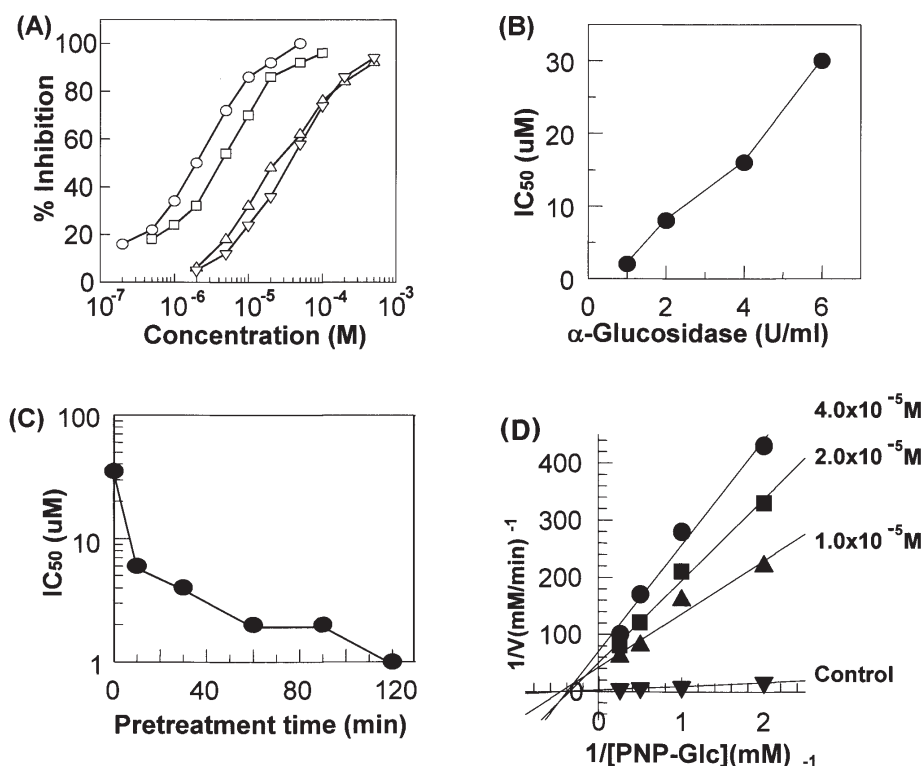 (A)
100
80
60
40
20
0
% Inhibition
10-7 10-6 10-5 10-4 10-3
Concentration (M)
(B)
30
20
10
0
IC50 (uM)
0 2 4 6
α-Glucosidase (U/ml)
(C)
100
10
1
IC50 (uM)
0 40 80 120
Pretreatment time (min)
(D)
4.0x10 -5M
2.0x10 -5M
1.0x10 -5M
Control
400
300
200
100
0
1/V(mM/min) -1
0 1 2
1/[PNP-Glc](mM) -1